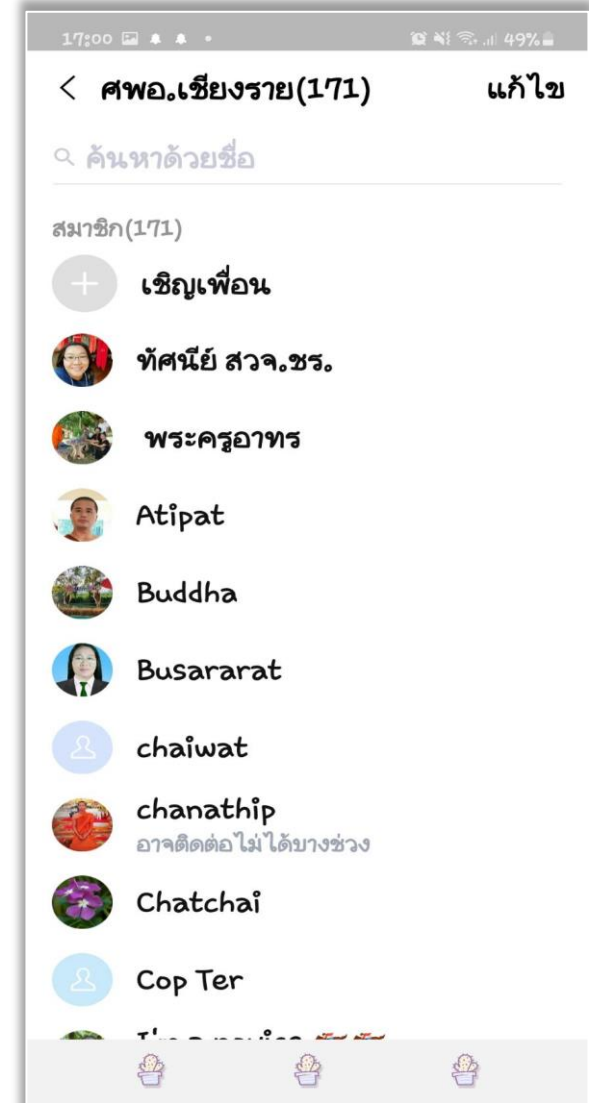 17:00 49%
ศพอ.เชียงราย(171) แก้ไข
ค้นหาด้วยชื่อ
สมาชิก(171)
เชิญเพื่อน
ทัศนีย์ สวจ.ชร.
พระครูอาทร
Atipat
Buddha
Busararat
chaiwat
chanathip
อาจติดต่อไม่ได้บางช่วง
Chatchai
Cop Ter
I'm a novice